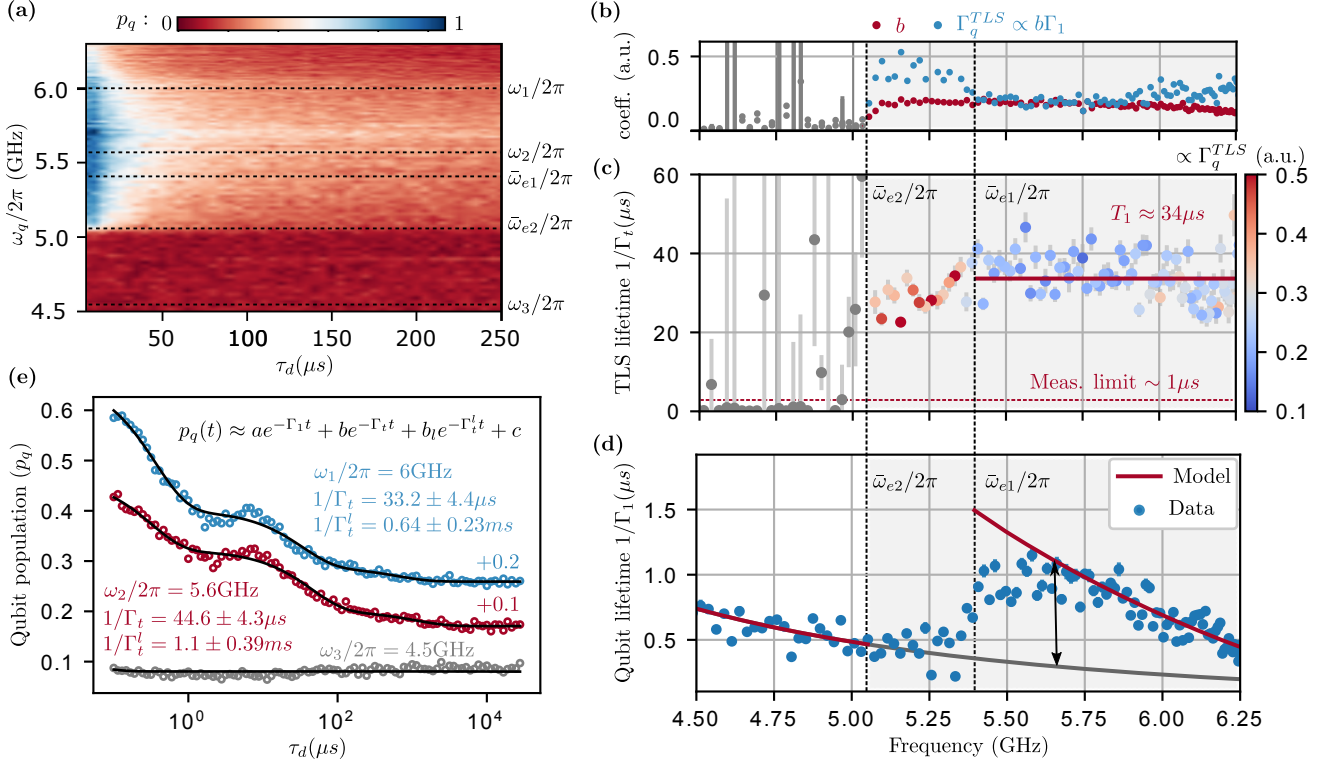 (a)
p_q : 0 1
ω_q/2π (GHz)
6.0
5.5
5.0
4.5
ω_1/2π
ω_2/2π
ω̄_e1/2π
ω̄_e2/2π
ω_3/2π
50 100 150 200 250
τ_d(μs)
(b)
b Γ_q^TLS ∝ bΓ_1
coeff. (a.u.)
0.5
0.0
(c)
∝ Γ_q^TLS (a.u.)
TLS lifetime 1/Γ_t(μs)
60
40
20
0
ω̄_e2/2π
ω̄_e1/2π
T_1 ≈ 34μs
Meas. limit ∼ 1μs
0.5
0.4
0.3
0.2
0.1
(d)
Qubit lifetime 1/Γ_1(μs)
1.5
1.0
0.5
ω̄_e2/2π
ω̄_e1/2π
Model
Data
4.50 4.75 5.00 5.25 5.50 5.75 6.00 6.25
Frequency (GHz)
(e)
Qubit population (p_q)
0.6
0.5
0.4
0.3
0.2
0.1
p_q(t) ≈ ae^{−Γ_1 t} + be^{−Γ_t t} + b_l e^{−Γ_t^l t} + c
ω_1/2π = 6GHz
1/Γ_t = 33.2 ± 4.4μs
1/Γ_t^l = 0.64 ± 0.23ms
+0.2
ω_2/2π = 5.6GHz
1/Γ_t = 44.6 ± 4.3μs
1/Γ_t^l = 1.1 ± 0.39ms
+0.1
ω_3/2π = 4.5GHz
10^0 10^2 10^4
τ_d(μs)